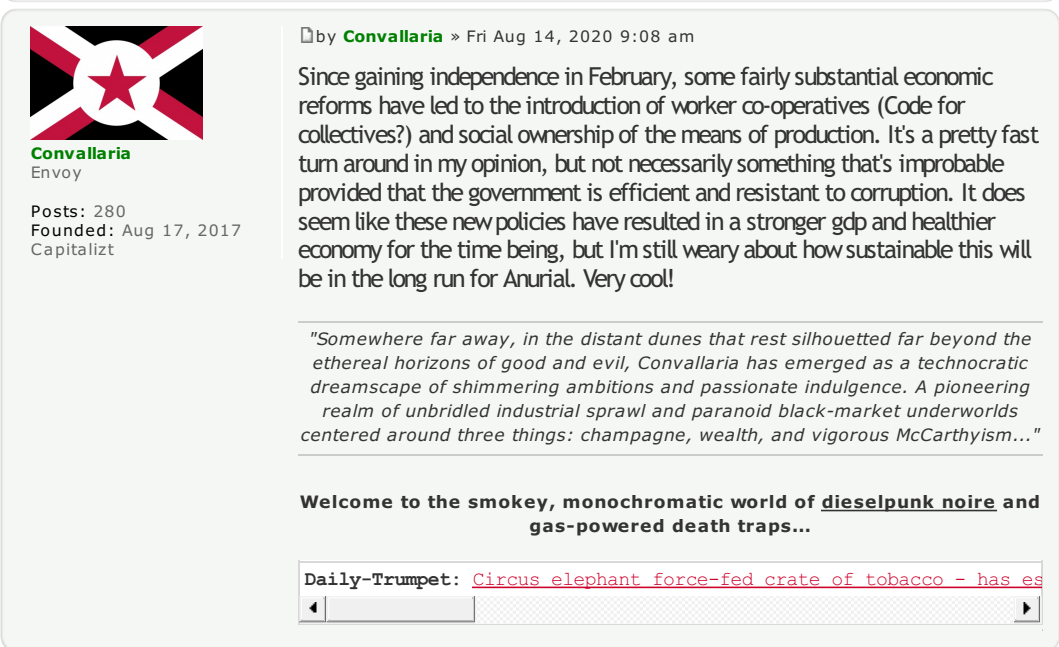 by Convallaria » Fri Aug 14, 2020 9:08 am
Convallaria
Envoy
Posts: 280
Founded: Aug 17, 2017
Capitalizt
Since gaining independence in February, some fairly substantial economic
reforms have led to the introduction of worker co-operatives (Code for
collectives?) and social ownership of the means of production. It's a pretty fast
turn around in my opinion, but not necessarily something that's improbable
provided that the government is efficient and resistant to corruption. It does
seem like these new policies have resulted in a stronger gdp and healthier
economy for the time being, but I'm still weary about how sustainable this will
be in the long run for Anurial. Very cool!
"Somewhere far away, in the distant dunes that rest silhouetted far beyond the
ethereal horizons of good and evil, Convallaria has emerged as a technocratic
dreamscape of shimmering ambitions and passionate indulgence. A pioneering
realm of unbridled industrial sprawl and paranoid black-market underworlds
centered around three things: champagne, wealth, and vigorous McCarthyism..."
Welcome to the smokey, monochromatic world of dieselpunk noire and
gas-powered death traps...
Daily-Trumpet: Circus elephant force-fed crate of tobacco - has es